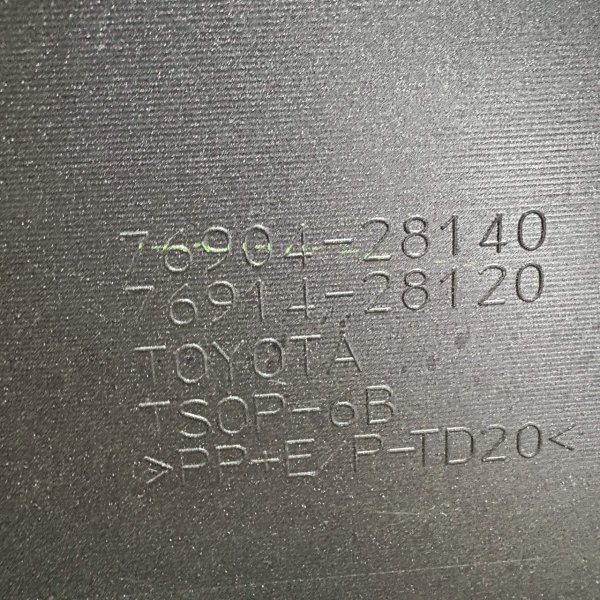 76904-28140
76914-28120
TOYOTA
TSOP-6B
>PP+E/P-TD20<